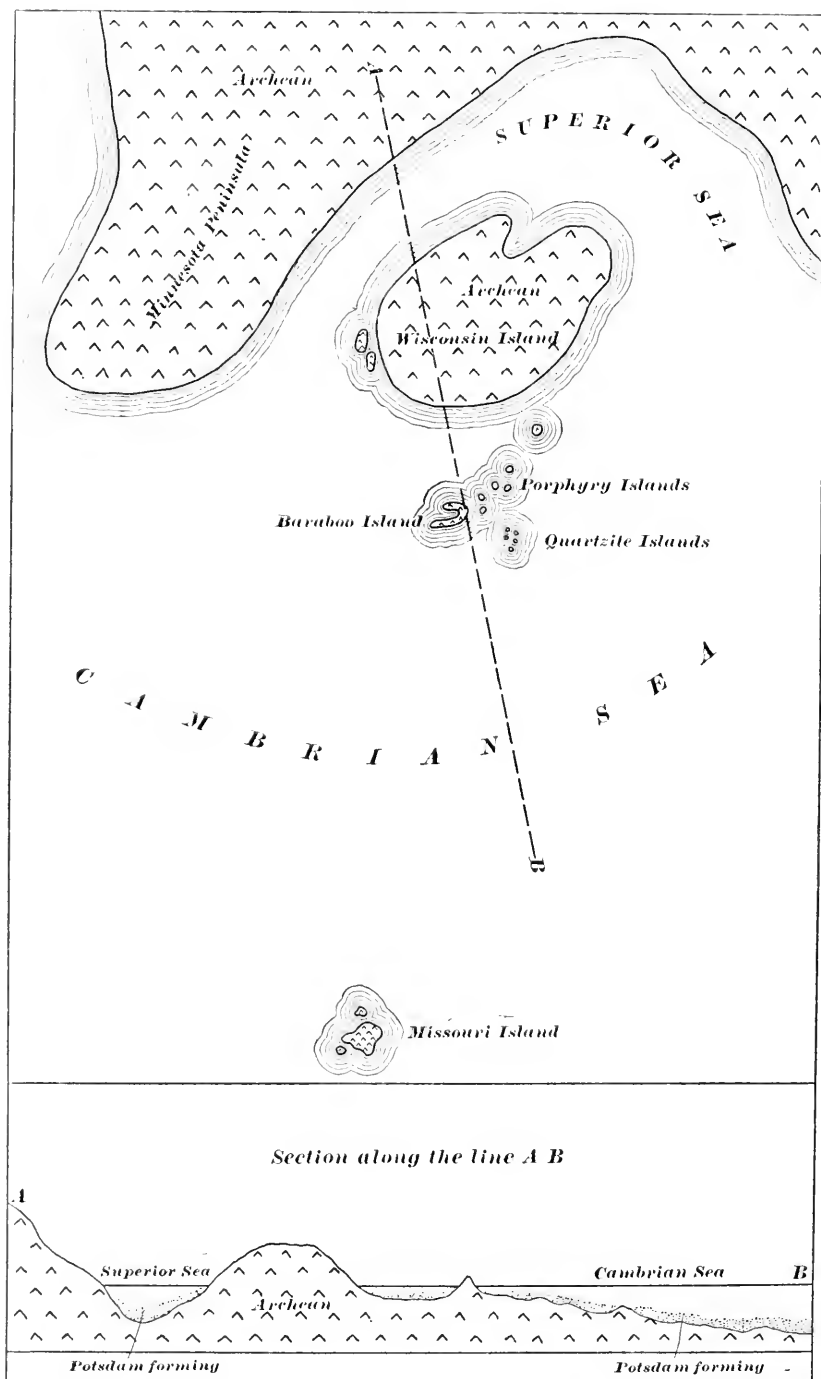 Archean
A
SUPERIOR SEA
Minnesota Peninsula
Archean
Wisconsin Island
Porphyry Islands
Baraboo Island
Quartzite Islands
CAMBRIAN SEA
B
Missouri Island
Section along the line A B
A
Superior Sea
Cambrian Sea
B
Archean
Potsdam forming
Potsdam forming